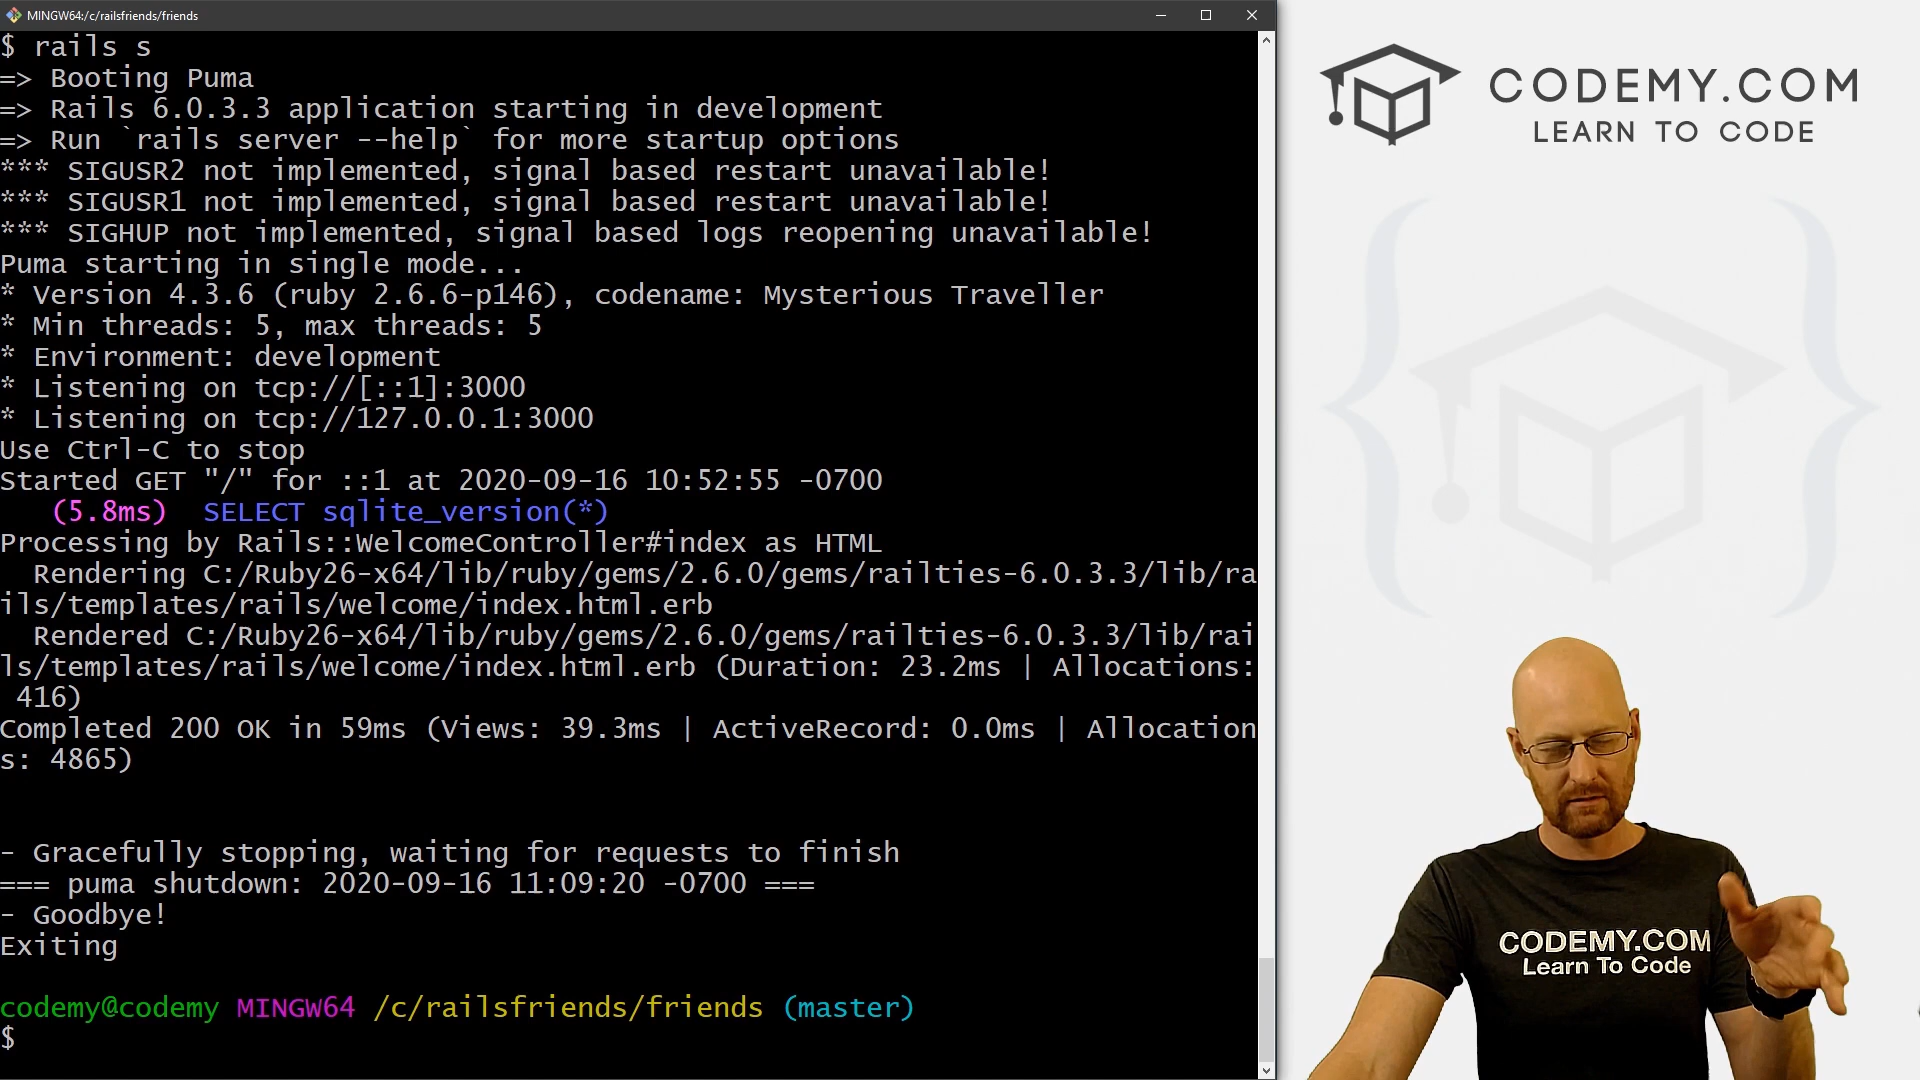 MINGW64:/c/railsfriends/friends
$ rails s
=> Booting Puma
=> Rails 6.0.3.3 application starting in development
=> Run `rails server --help` for more startup options
*** SIGUSR2 not implemented, signal based restart unavailable!
*** SIGUSR1 not implemented, signal based restart unavailable!
*** SIGHUP not implemented, signal based logs reopening unavailable!
Puma starting in single mode...
* Version 4.3.6 (ruby 2.6.6-p146), codename: Mysterious Traveller
* Min threads: 5, max threads: 5
* Environment: development
* Listening on tcp://[::1]:3000
* Listening on tcp://127.0.0.1:3000
Use Ctrl-C to stop
Started GET "/" for ::1 at 2020-09-16 10:52:55 -0700
(5.8ms)  SELECT sqlite_version(*)
Processing by Rails::WelcomeController#index as HTML
Rendering C:/Ruby26-x64/lib/ruby/gems/2.6.0/gems/railties-6.0.3.3/lib/ra
ils/templates/rails/welcome/index.html.erb
Rendered C:/Ruby26-x64/lib/ruby/gems/2.6.0/gems/railties-6.0.3.3/lib/rai
ls/templates/rails/welcome/index.html.erb (Duration: 23.2ms | Allocations:
416)
Completed 200 OK in 59ms (Views: 39.3ms | ActiveRecord: 0.0ms | Allocation
s: 4865)
- Gracefully stopping, waiting for requests to finish
=== puma shutdown: 2020-09-16 11:09:20 -0700 ===
- Goodbye!
Exiting
codemy@codemy MINGW64 /c/railsfriends/friends (master)
$
CODEMY.COM
LEARN TO CODE
CODEMY.COM
Learn To Code